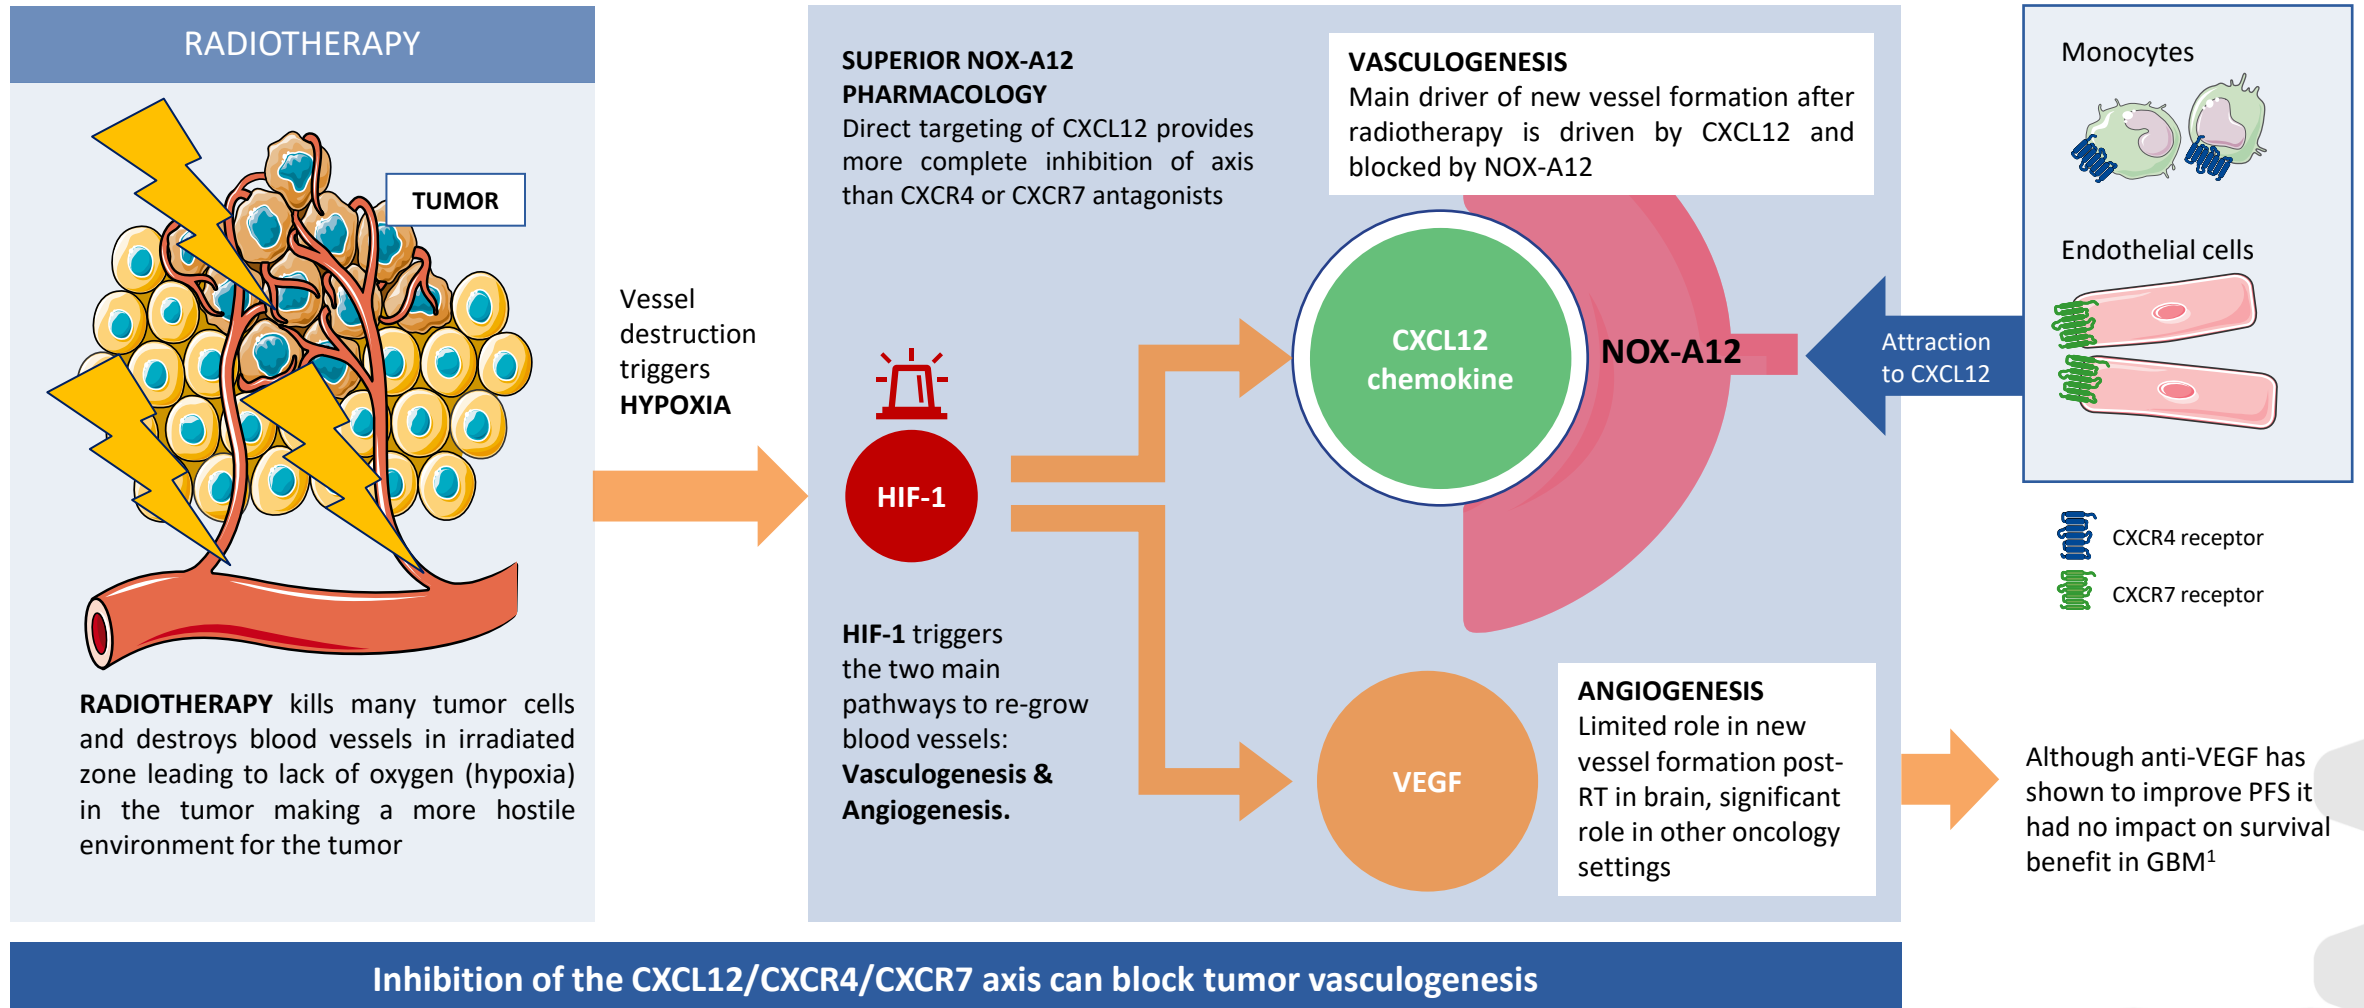 RADIOTHERAPY
TUMOR
RADIOTHERAPY kills many tumor cells
and destroys blood vessels in irradiated
zone leading to lack of oxygen (hypoxia)
in the tumor making a more hostile
environment for the tumor
Vessel
destruction
triggers
HYPOXIA
SUPERIOR NOX-A12
PHARMACOLOGY
Direct targeting of CXCL12 provides
more complete inhibition of axis
than CXCR4 or CXCR7 antagonists
HIF-1
HIF-1 triggers
the two main
pathways to re-grow
blood vessels:
Vasculogenesis &
Angiogenesis.
VASCULOGENESIS
Main driver of new vessel formation after
radiotherapy is driven by CXCL12 and
blocked by NOX-A12
CXCL12
chemokine
NOX-A12
VEGF
ANGIOGENESIS
Limited role in new
vessel formation post-
RT in brain, significant
role in other oncology
settings
Attraction
to CXCL12
Monocytes
Endothelial cells
CXCR4 receptor
CXCR7 receptor
Although anti-VEGF has
shown to improve PFS it
had no impact on survival
benefit in GBM¹
Inhibition of the CXCL12/CXCR4/CXCR7 axis can block tumor vasculogenesis